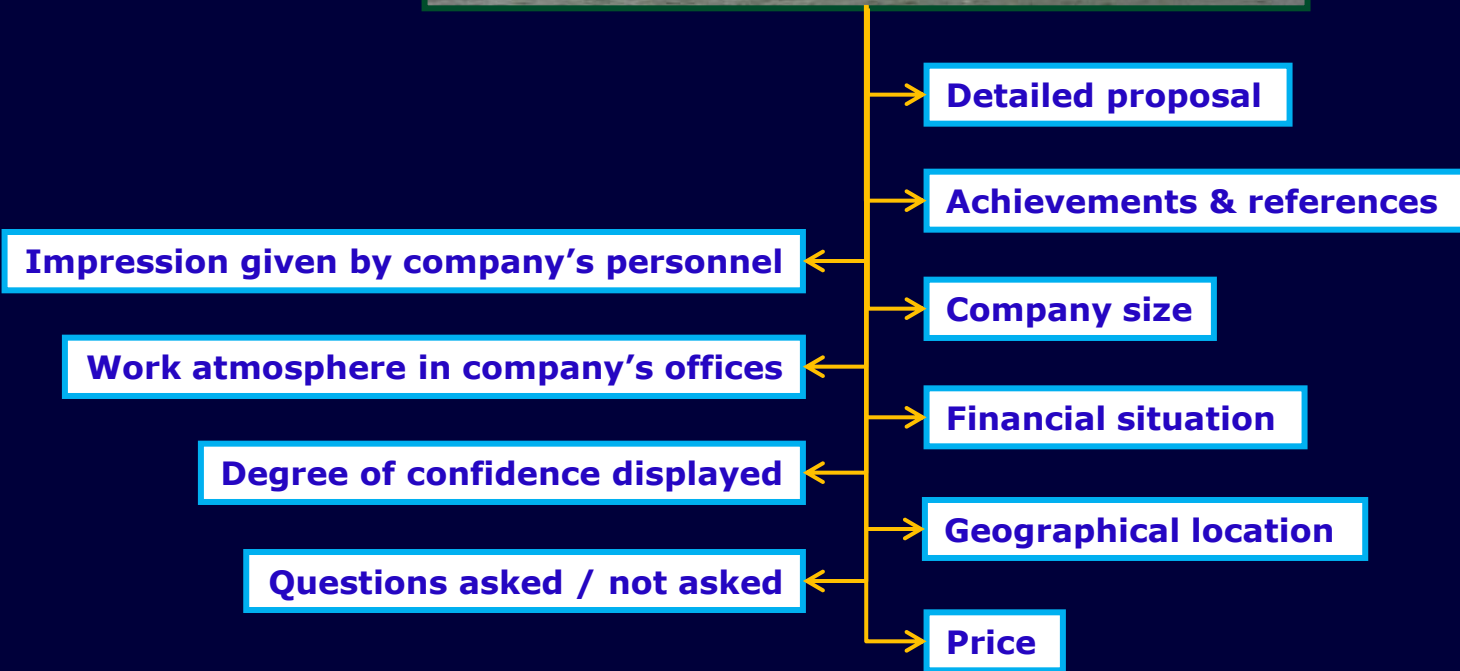 Detailed proposal
Achievements & references
Impression given by company’s personnel
Company size
Work atmosphere in company’s offices
Financial situation
Degree of confidence displayed
Geographical location
Questions asked / not asked
Price